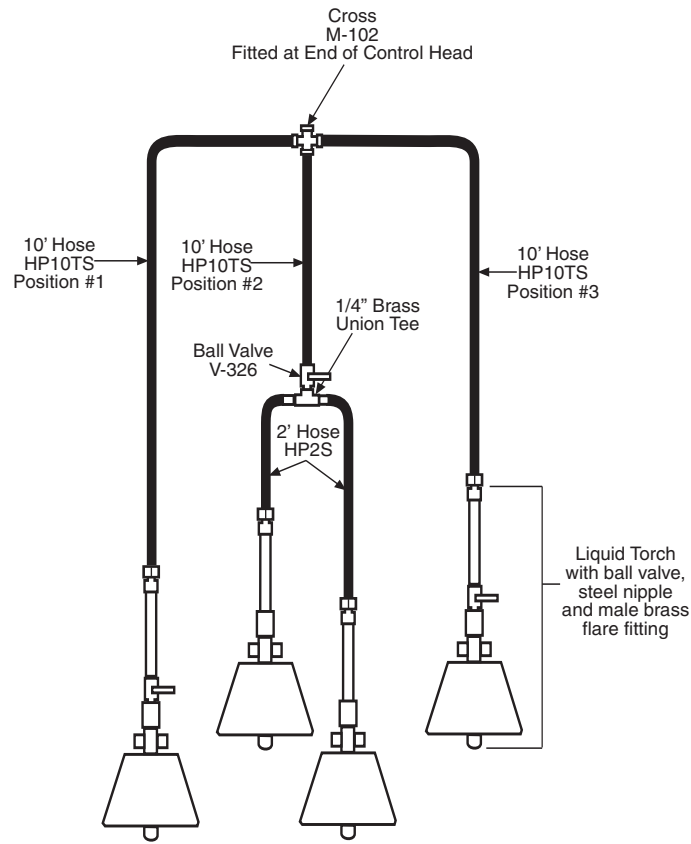 Cross
M-102
Fitted at End of Control Head
10’ Hose
HP10TS
Position #1
10’ Hose
HP10TS
Position #2
10’ Hose
HP10TS
Position #3
1/4” Brass
Union Tee
Ball Valve
V-326
2’ Hose
HP2S
Liquid Torch
with ball valve,
steel nipple
and male brass
flare fitting